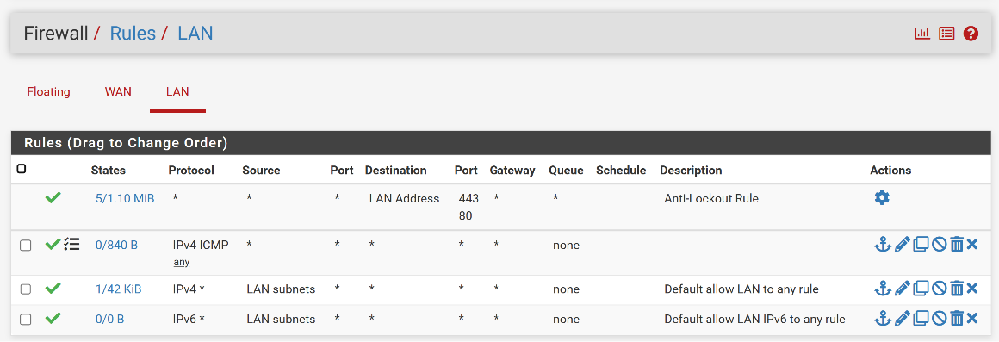 Firewall / Rules / LAN
Floating WAN LAN
Rules (Drag to Change Order)
States Protocol Source Port Destination Port Gateway Queue Schedule Description Actions
5/1.10 MiB * * * LAN Address 443 * * Anti-Lockout Rule
80
0/840 B IPv4 ICMP * * * * * none
any
1/42 KiB IPv4 * LAN subnets * * * * none Default allow LAN to any rule
0/0 B IPv6 * LAN subnets * * * * none Default allow LAN IPv6 to any rule